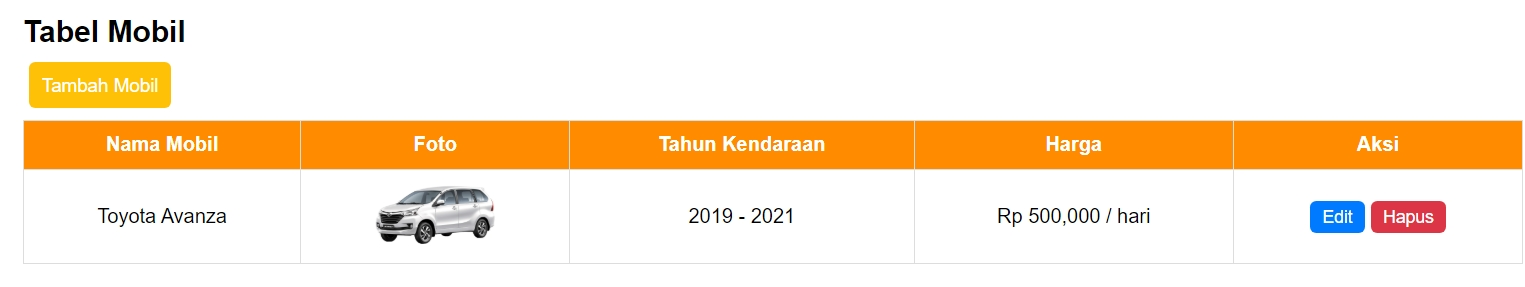 Tabel Mobil
Tambah Mobil
Nama Mobil Foto Tahun Kendaraan Harga Aksi
Toyota Avanza 2019 - 2021 Rp 500,000 / hari Edit Hapus